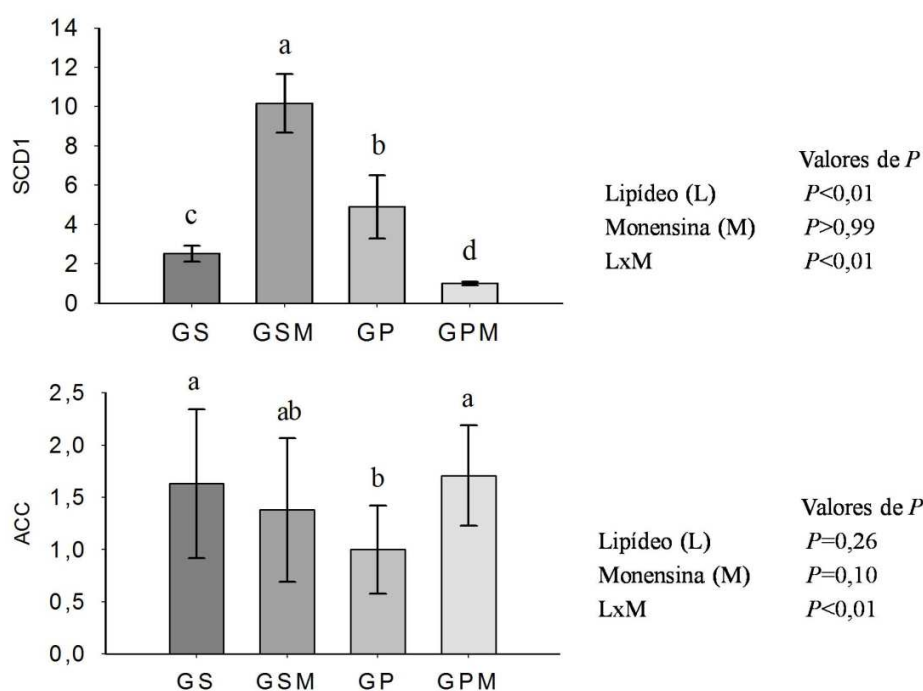 14
12
10
8
6
4
2
0
SCD1
c
a
b
d
GS GSM GP GPM
Valores de P
Lipídeo (L) P<0,01
Monensina (M) P>0,99
LxM P<0,01
2,5
2,0
1,5
1,0
0,5
0,0
ACC
a
ab
b
a
GS GSM GP GPM
Valores de P
Lipídeo (L) P=0,26
Monensina (M) P=0,10
LxM P<0,01